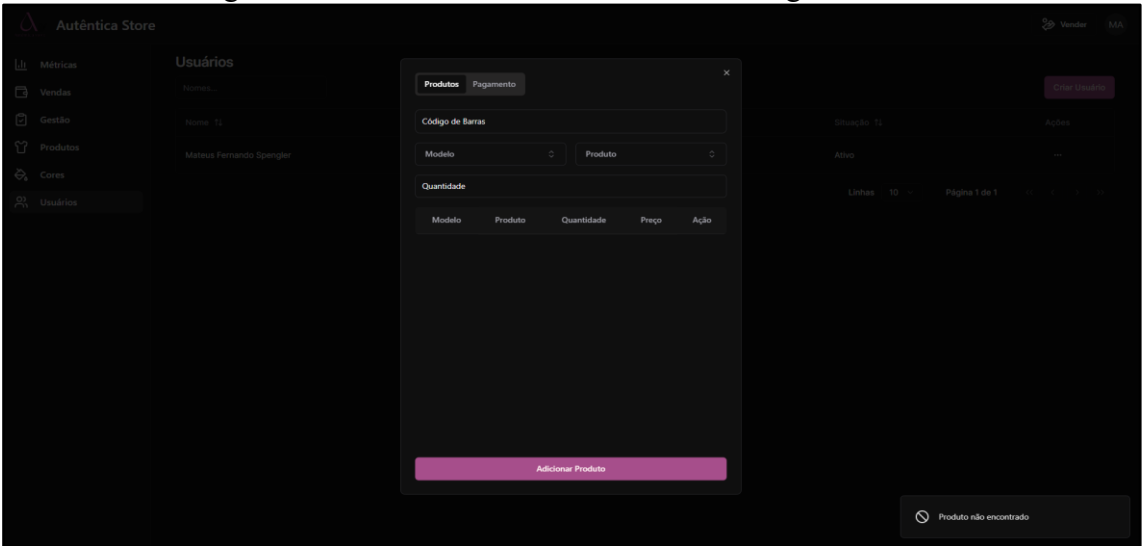 Autêntica Store
Vender MA
Métricas
Vendas
Gestão
Produtos
Cores
Usuários
Usuários
Nomes...
Criar Usuário
Nome
Situação
Ações
Mateus Fernando Spengler
Ativo
...
Linhas 10
Página 1 de 1
Produtos Pagamento
Código de Barras
Modelo Produto
Quantidade
Modelo Produto Quantidade Preço Ação
Adicionar Produto
Produto não encontrado